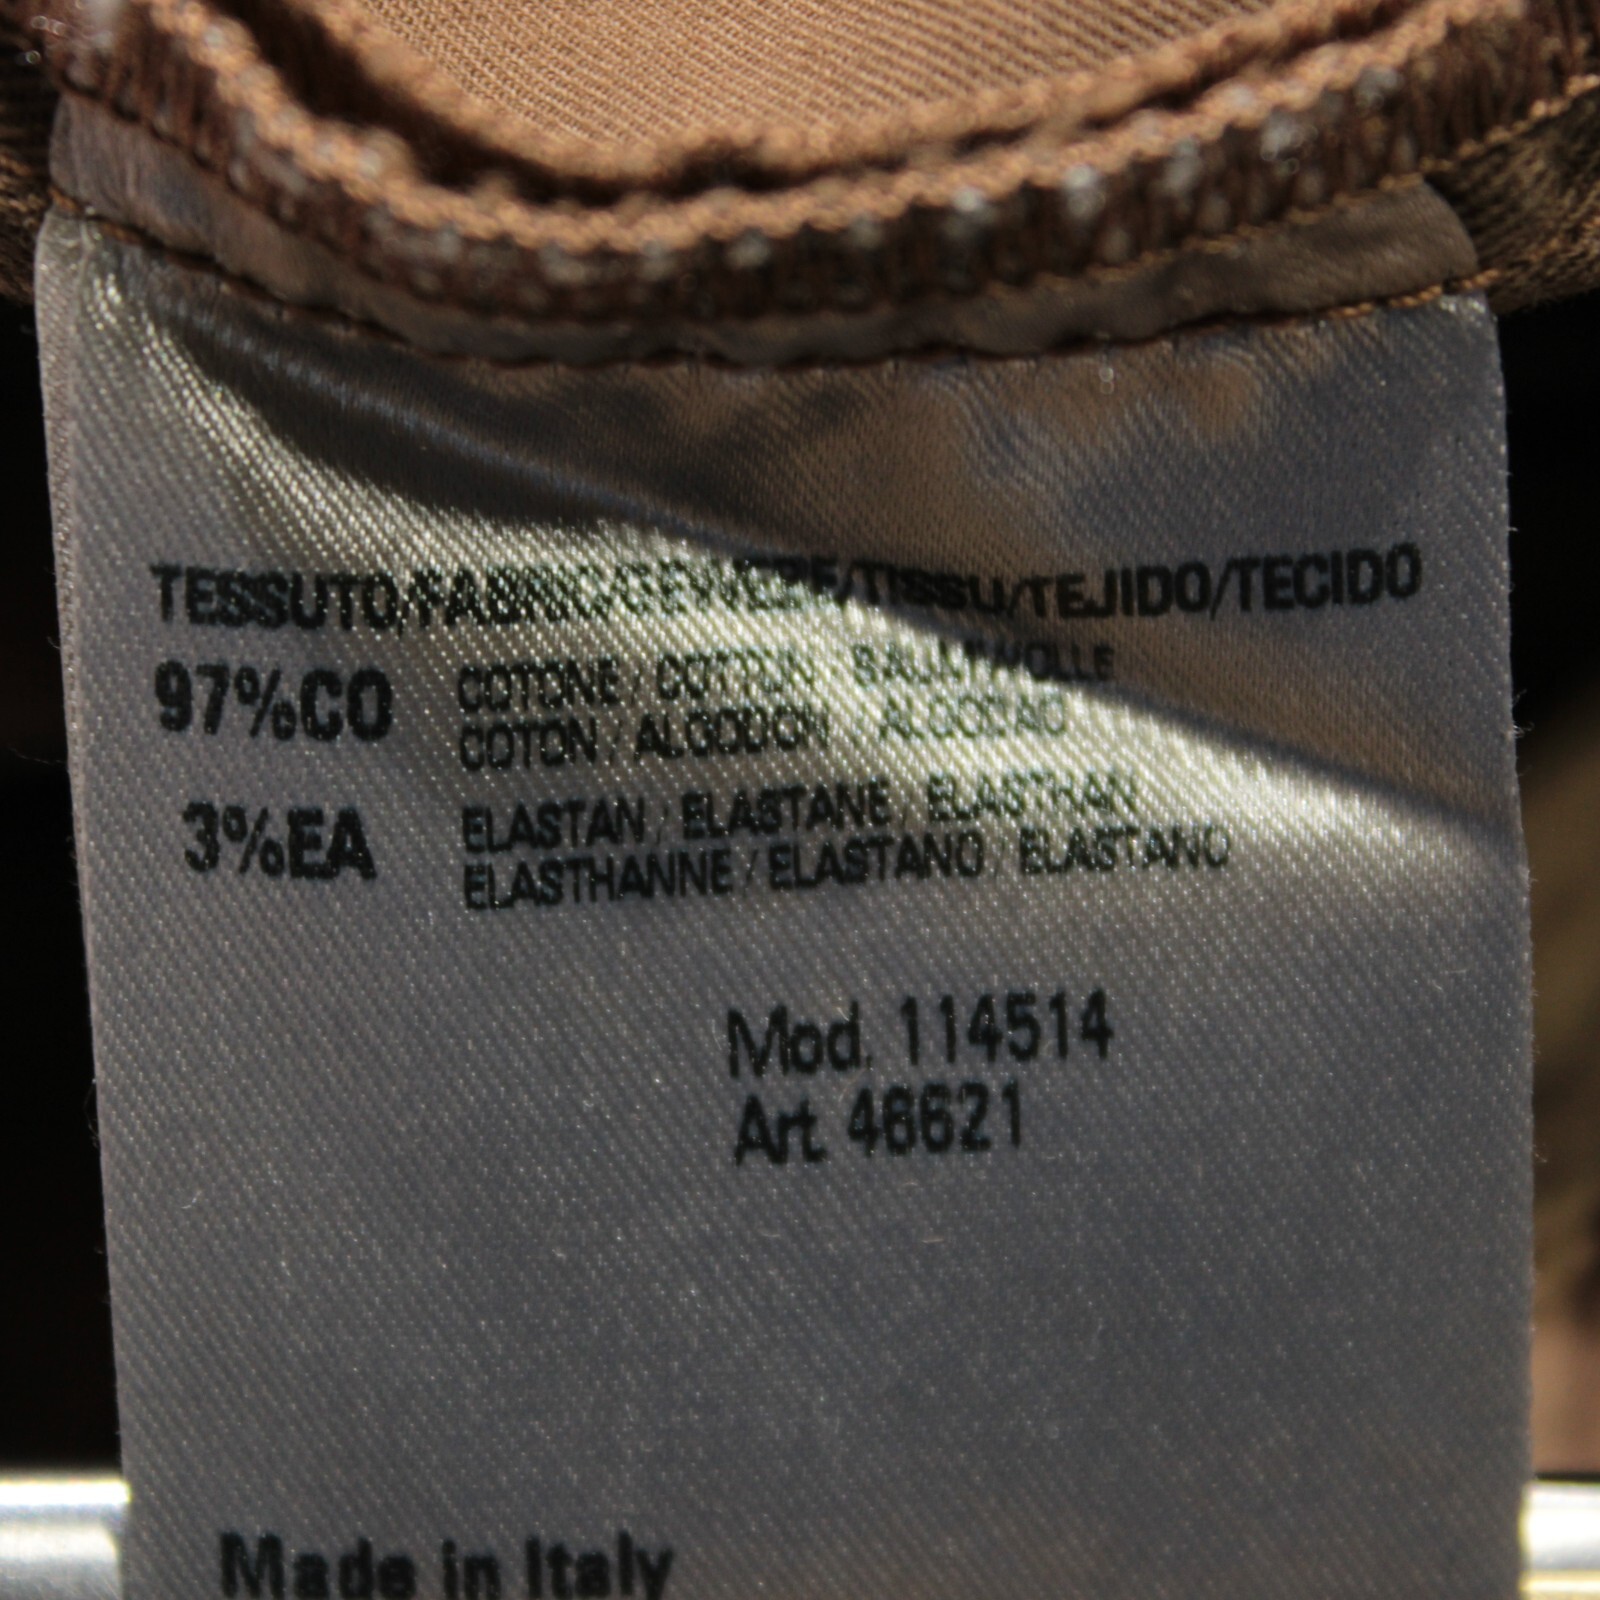 TESSUTO/FABRIC/GEWEBE/TISSU/TEJIDO/TECIDO
97%CO COTONE / COTTON / BAUMWOLLE
COTON / ALGODON / ALGODAO
3%EA ELASTAN / ELASTANE / ELASTHAN
ELASTHANNE / ELASTANO / ELASTANO
Mod. 114514
Art. 46621
Made in Italy